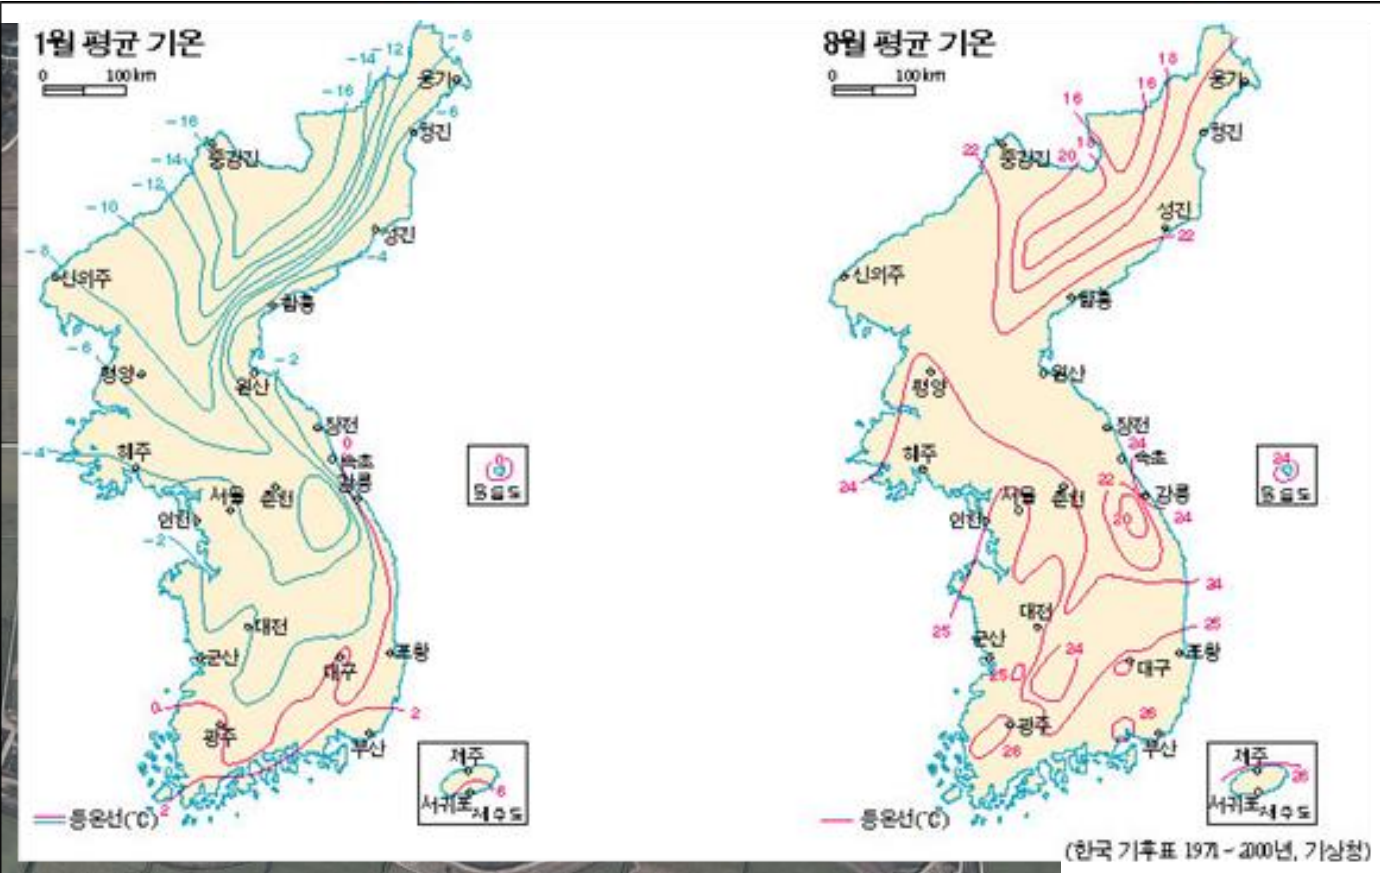 1월 평균 기온
0 100km
-8
-12
-14
-16
웅기
-6
청진
-16
중강진
-14
-12
-10
성진
-4
-8
신의주
함흥
-6
-2
평양
원산
장전
0
속초
-4
해주
강릉
서울
춘천
인천
-2
대전
군산
포항
대구
0
2
광주
부산
2
0
울릉도
제주
6
서귀포
제주도
등온선(℃)
8월 평균 기온
0 100km
18
16
16
웅기
청진
18
20
22
중강진
성진
22
신의주
함흥
평양
원산
장전
24
속초
해주
24
22
강릉
서울
춘천
20
24
인천
24
대전
25
25
군산
24
포항
대구
25
광주
26
26
부산
24
울릉도
제주
26
서귀포
제주도
등온선(℃)
(한국 기후표 1971~2000년, 기상청)